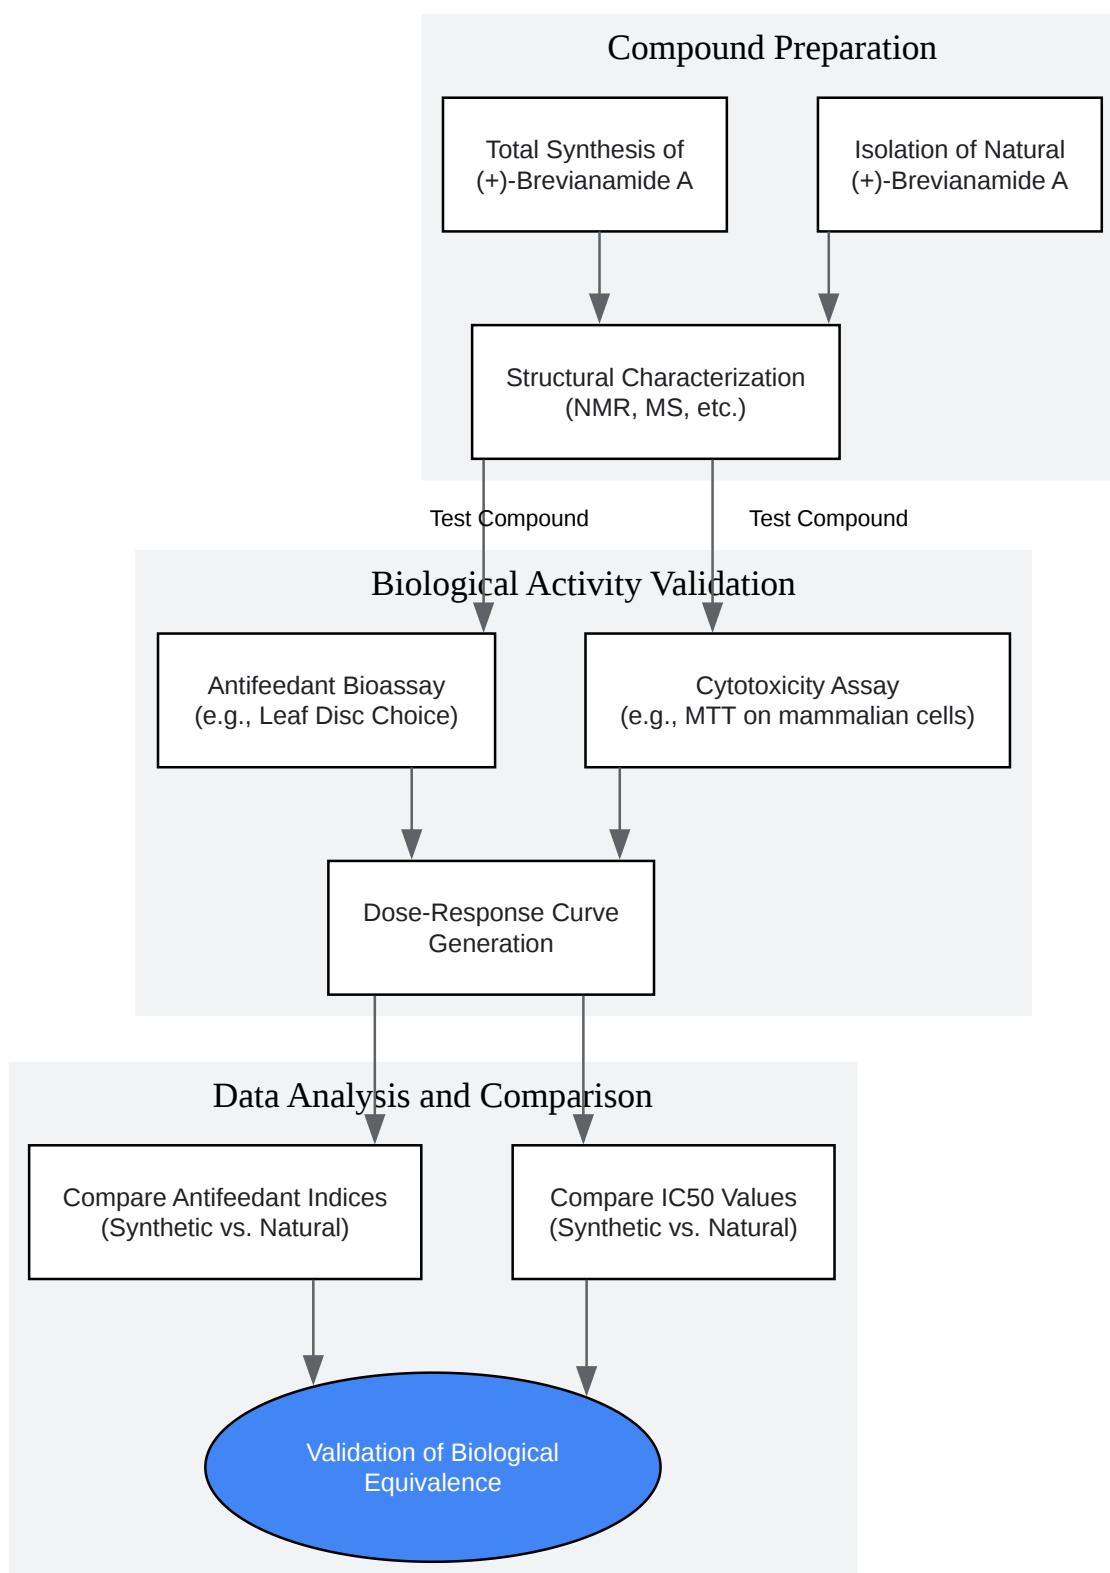 Compound Preparation
Total Synthesis of
(+)-Brevianamide A
Isolation of Natural
(+)-Brevianamide A
Structural Characterization
(NMR, MS, etc.)
Test Compound
Test Compound
Biological Activity Validation
Antifeedant Bioassay
(e.g., Leaf Disc Choice)
Cytotoxicity Assay
(e.g., MTT on mammalian cells)
Dose-Response Curve
Generation
Data Analysis and Comparison
Compare Antifeedant Indices
(Synthetic vs. Natural)
Compare IC50 Values
(Synthetic vs. Natural)
Validation of Biological
Equivalence